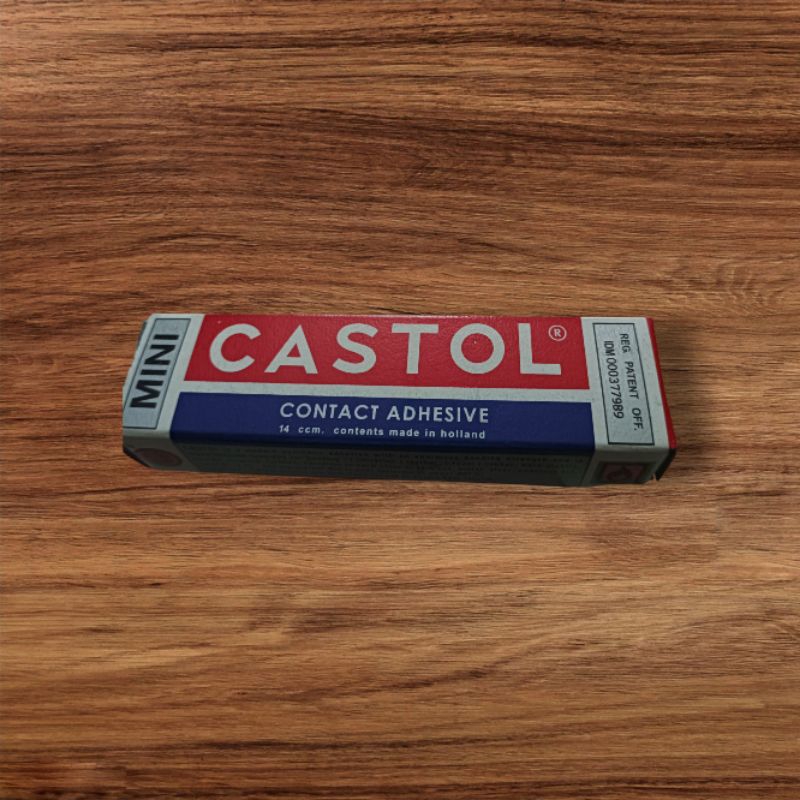 MINI
CASTOL®
CONTACT ADHESIVE
14 ccm. contents made in holland
REG. PATENT OFF.
IDM 000377989